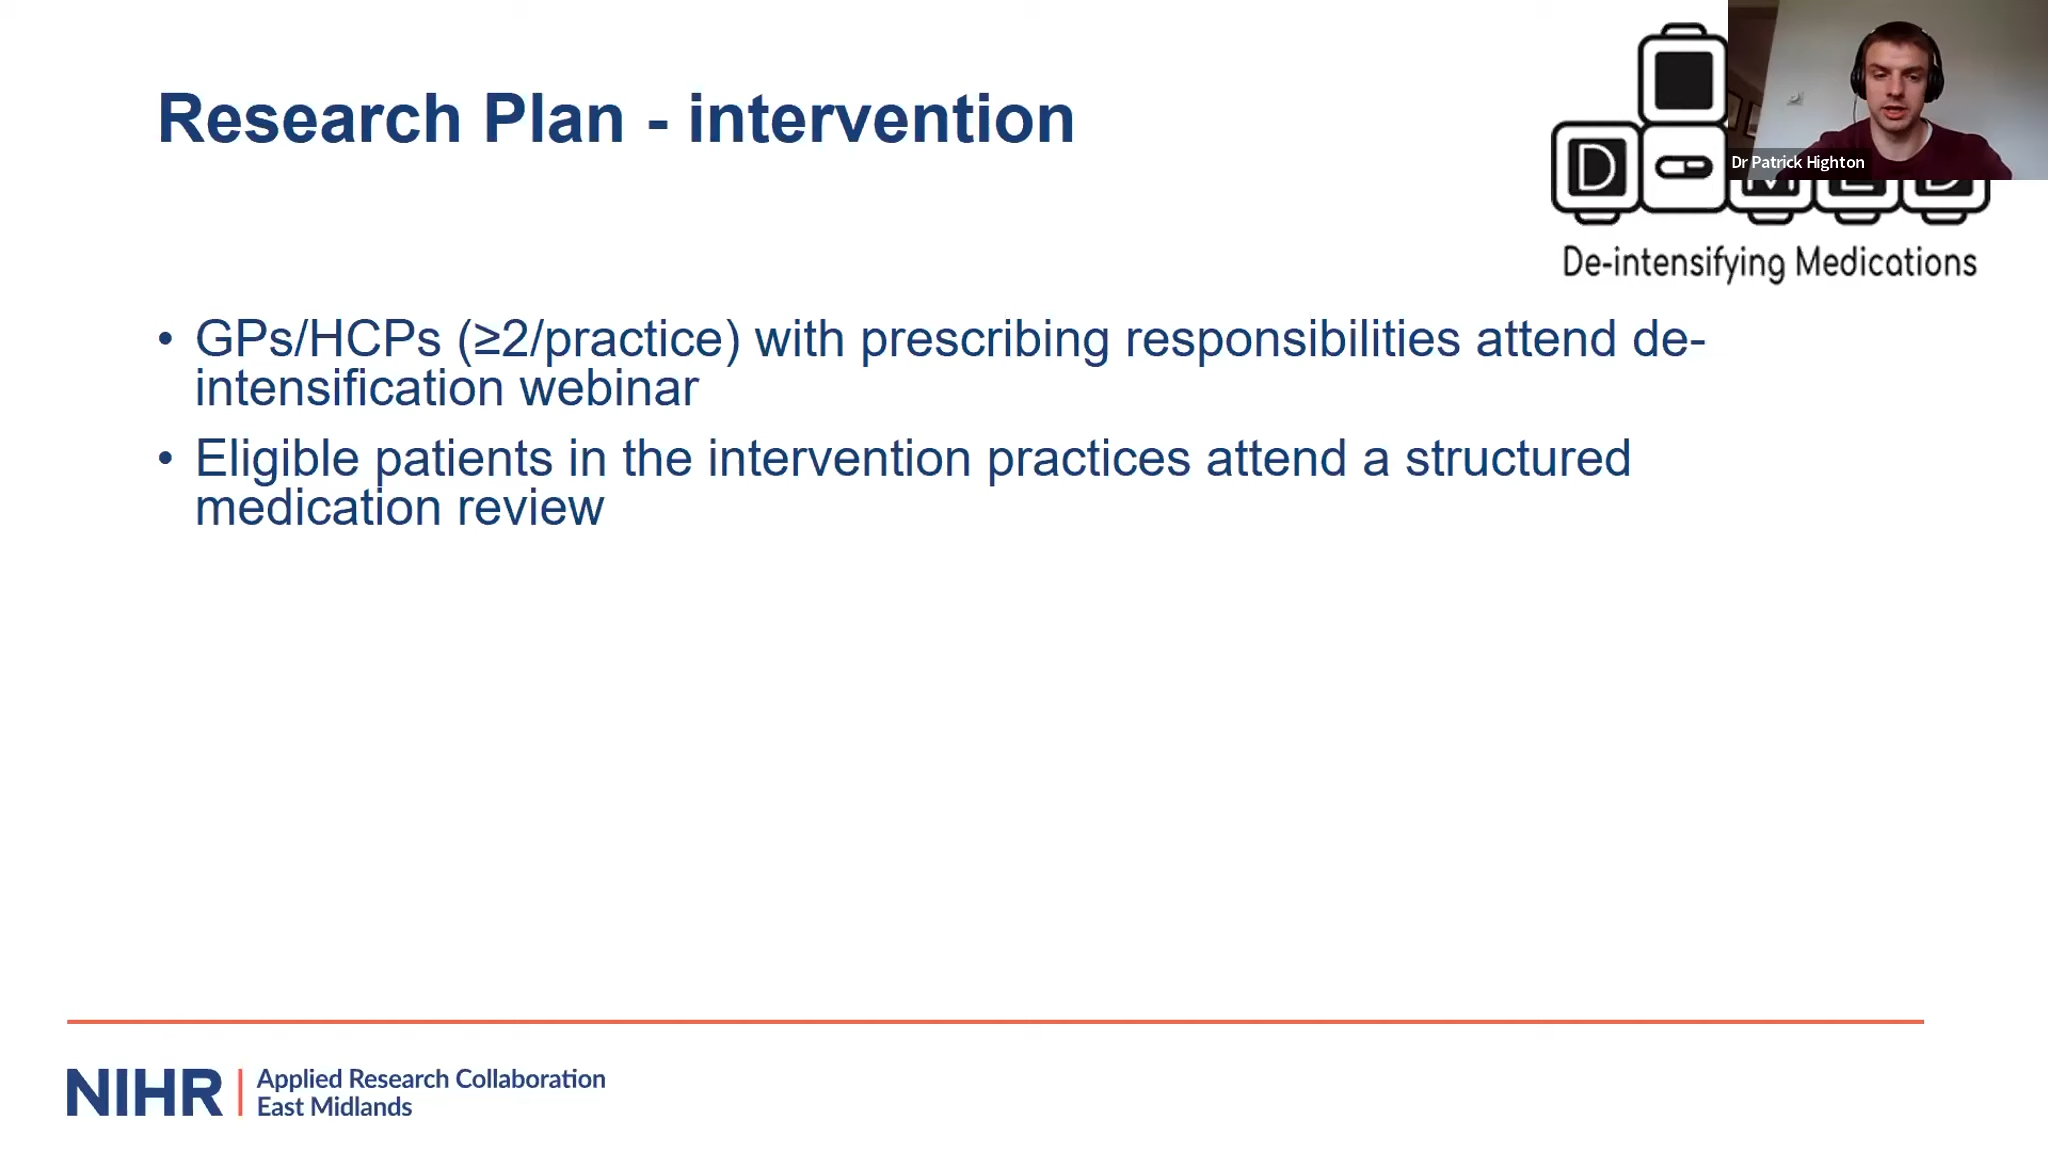 Research Plan - intervention
Dr Patrick Highton
D
De-intensifying Medications
• GPs/HCPs (≥2/practice) with prescribing responsibilities attend de-
intensification webinar
• Eligible patients in the intervention practices attend a structured
medication review
NIHR | Applied Research Collaboration
East Midlands